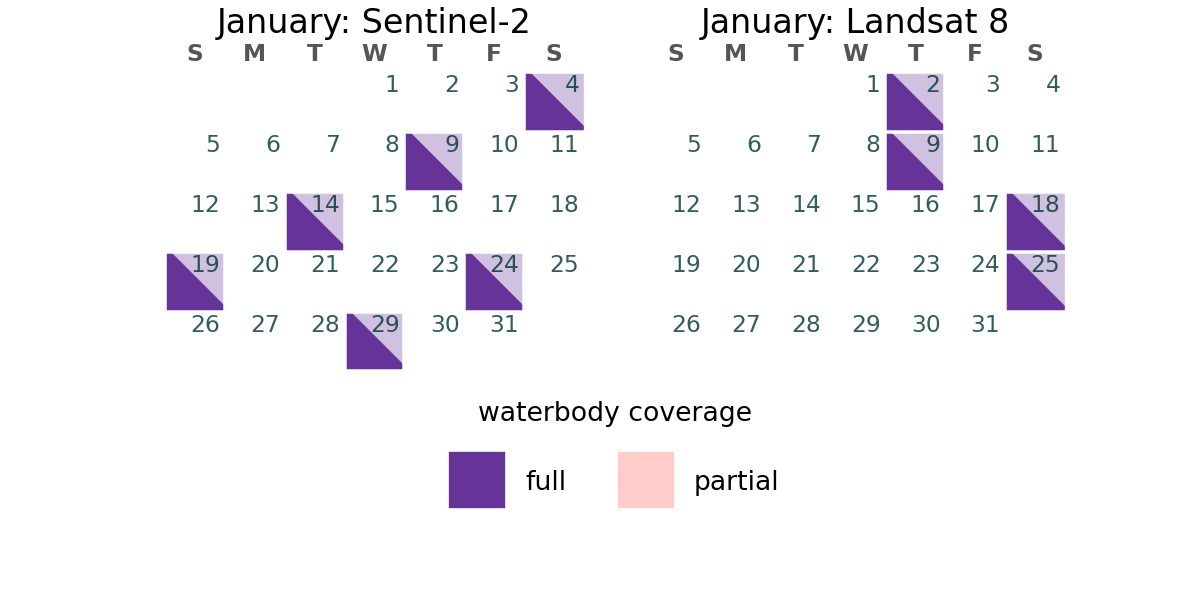 January: Sentinel-2
S M T W T F S
1 2 3 4
5 6 7 8 9 10 11
12 13 14 15 16 17 18
19 20 21 22 23 24 25
26 27 28 29 30 31
January: Landsat 8
S M T W T F S
1 2 3 4
5 6 7 8 9 10 11
12 13 14 15 16 17 18
19 20 21 22 23 24 25
26 27 28 29 30 31
waterbody coverage
full partial